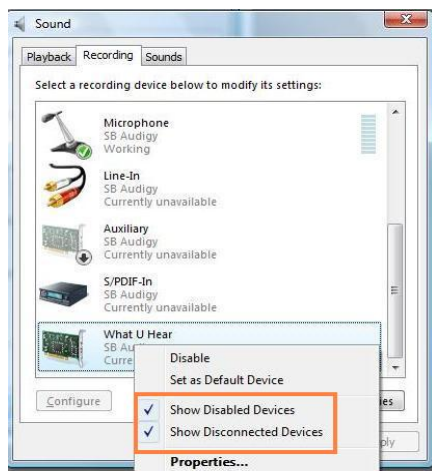 Sound
Playback Recording Sounds
Select a recording device below to modify its settings:
Microphone
SB Audigy
Working
Line-In
SB Audigy
Currently unavailable
Auxiliary
SB Audigy
Currently unavailable
S/PDIF-In
SB Audigy
Currently unavailable
What U Hear
SB Au
Curre
Disable
Set as Default Device
Configure
Show Disabled Devices
ies
Show Disconnected Devices
ply
Properties...